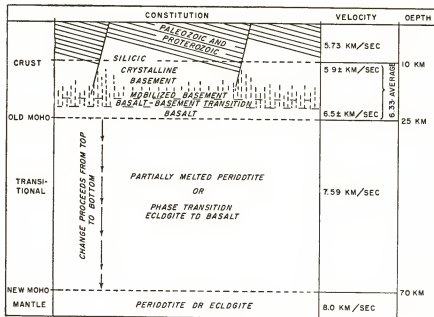 CONSTITUTION
VELOCITY
DEPTH
PALEOZOIC AND
PROTEROZOIC
5.73 KM/SEC
CRUST
SILICIC
10 KM
CRYSTALLINE
BASEMENT
5.9± KM/SEC
6.33 AVERAGE
MOBILIZED BASEMENT
BASALT-BASEMENT TRANSITION
BASALT
6.5± KM/SEC
OLD MOHO
25 KM
TRANSI-
TIONAL
CHANGE PROCEEDS FROM TOP
TO BOTTOM
PARTIALLY MELTED PERIDOTITE
OR
PHASE TRANSITION
ECLOGITE TO BASALT
7.59 KM/SEC
NEW MOHO
70 KM
MANTLE
PERIDOTITE OR ECLOGITE
8.0 KM/SEC